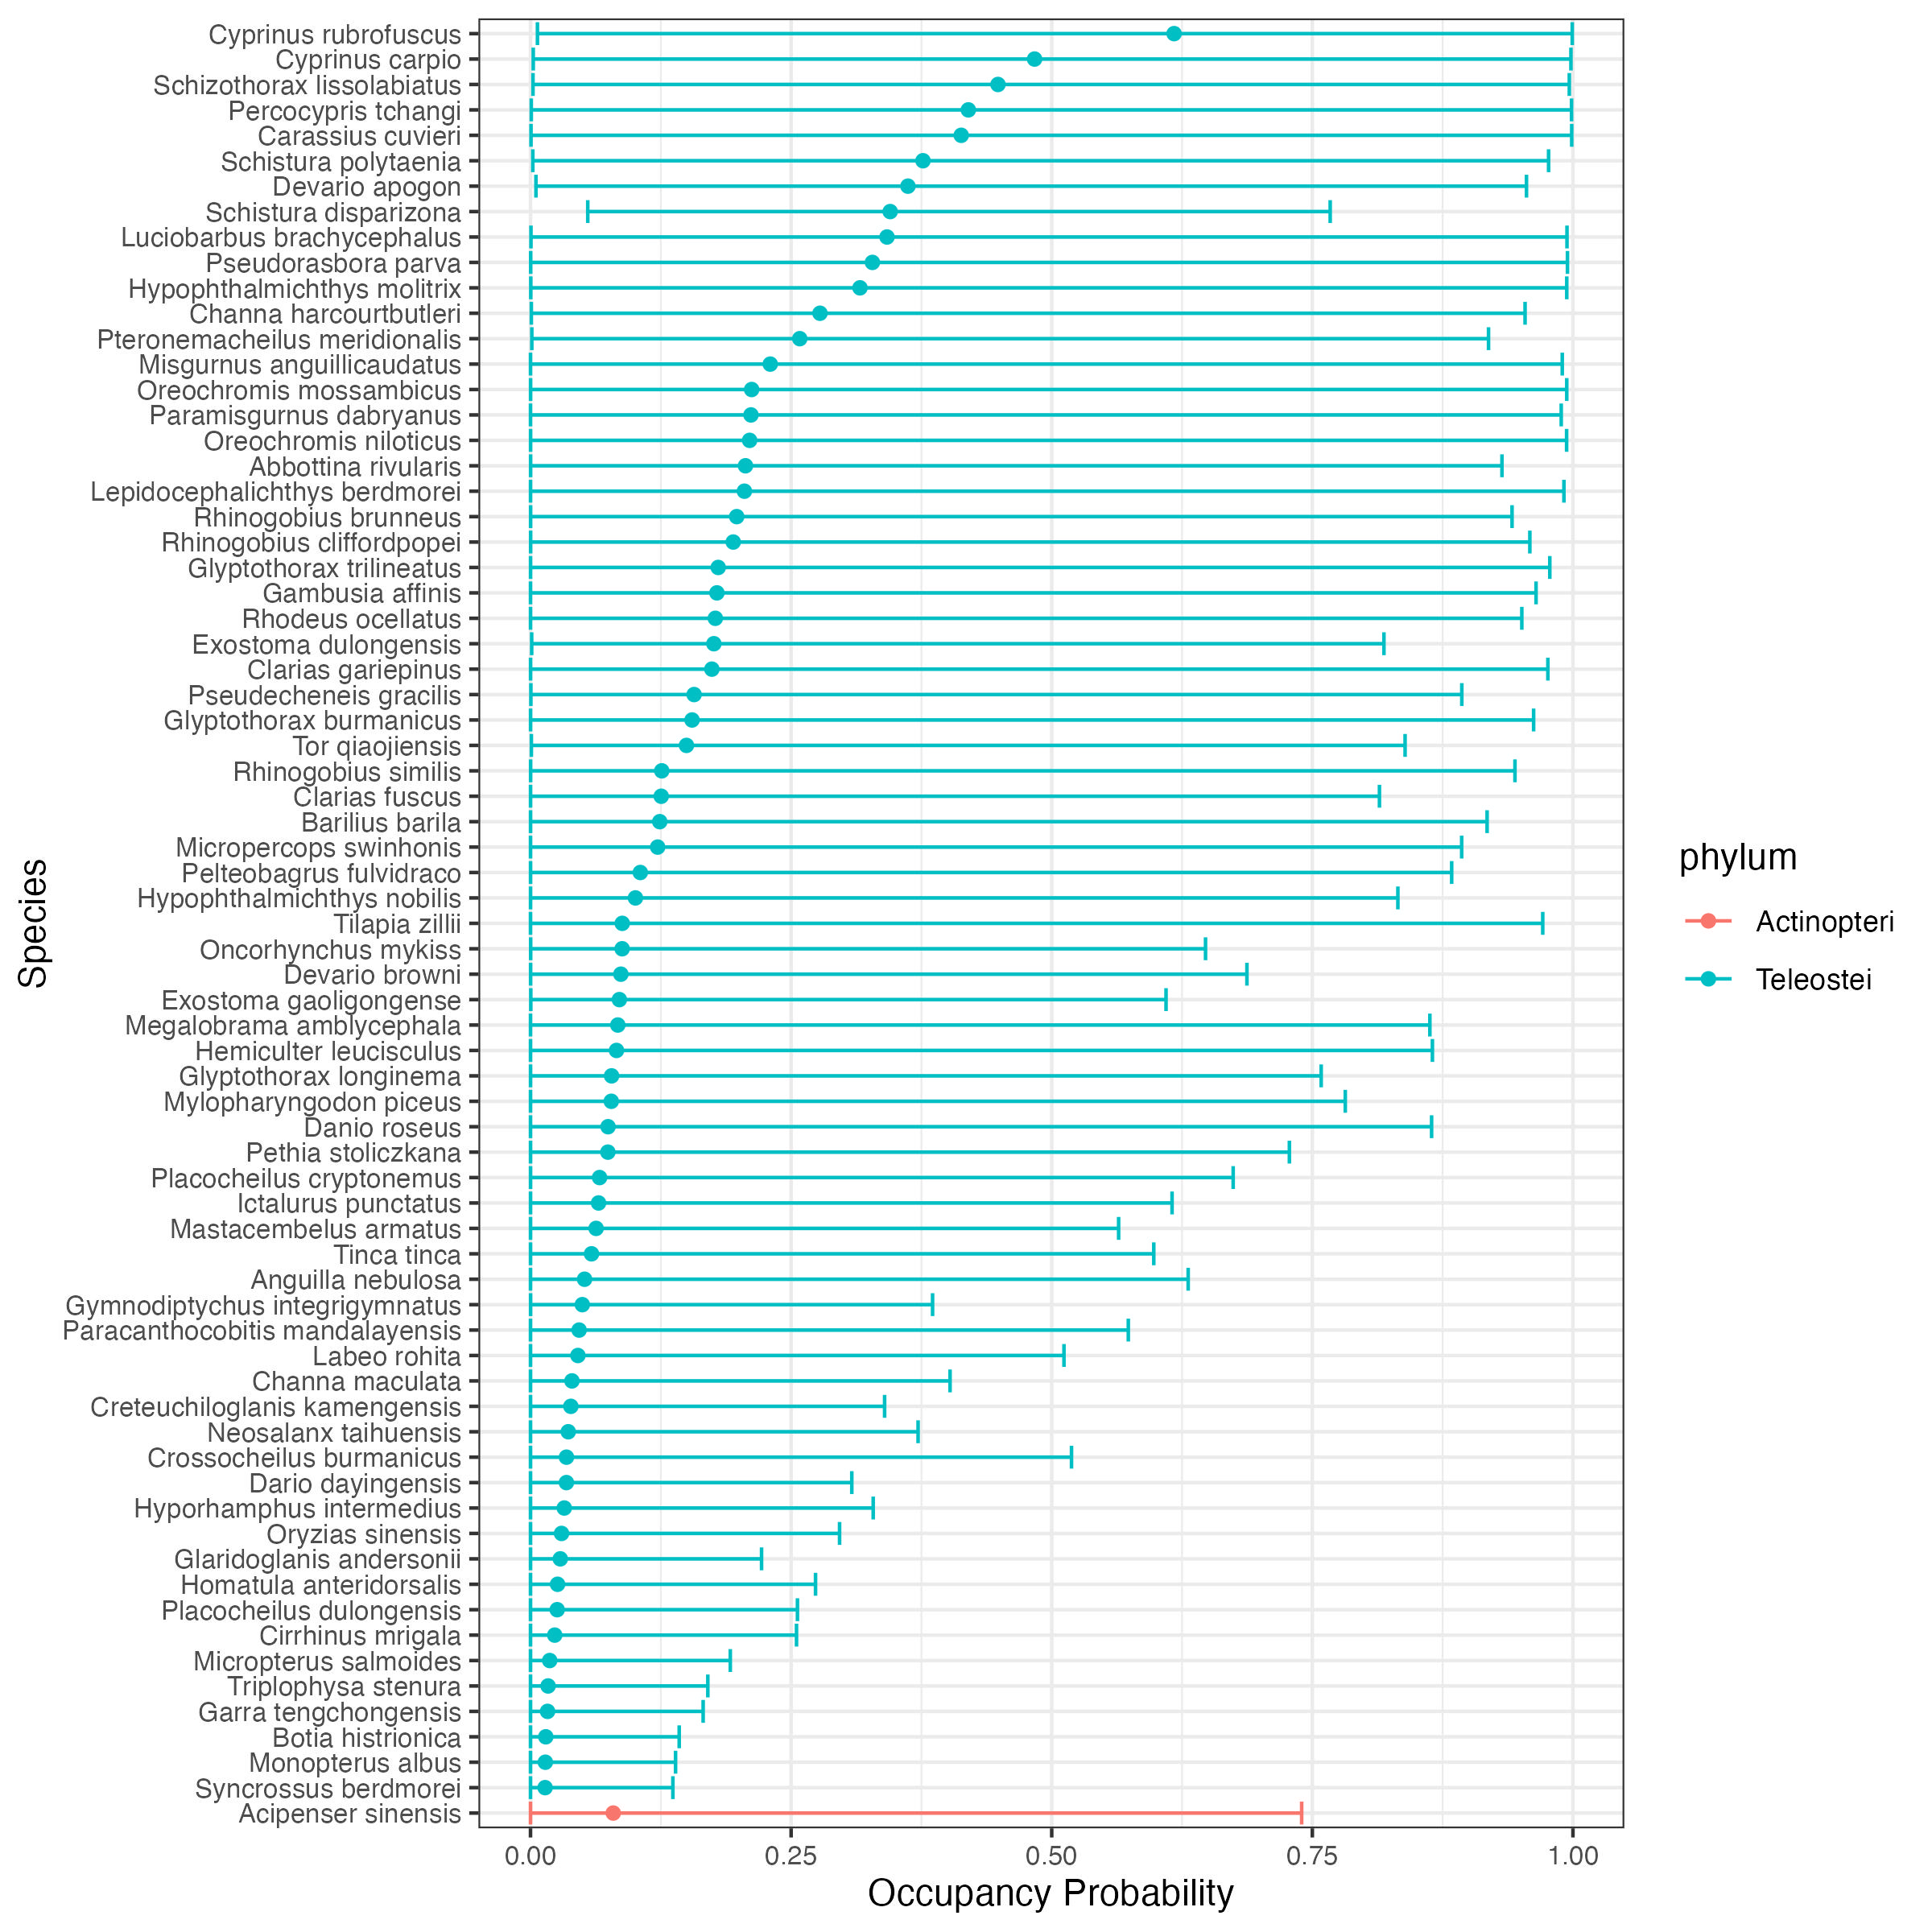 Cyprinus rubrofuscus
Cyprinus carpio
Schizothorax lissolabiatus
Percocypris tchangi
Carassius cuvieri
Schistura polytaenia
Devario apogon
Schistura disparizona
Luciobarbus brachycephalus
Pseudorasbora parva
Hypophthalmichthys molitrix
Channa harcourtbutleri
Pteronemacheilus meridionalis
Misgurnus anguillicaudatus
Oreochromis mossambicus
Paramisgurnus dabryanus
Oreochromis niloticus
Abbottina rivularis
Lepidocephalichthys berdmorei
Rhinogobius brunneus
Rhinogobius cliffordpopei
Glyptothorax trilineatus
Gambusia affinis
Rhodeus ocellatus
Exostoma dulongensis
Clarias gariepinus
Pseudecheneis gracilis
Glyptothorax burmanicus
Tor qiaojiensis
Rhinogobius similis
Clarias fuscus
Barilius barila
Micropercops swinhonis
Pelteobagrus fulvidraco
Hypophthalmichthys nobilis
Tilapia zillii
Oncorhynchus mykiss
Devario browni
Exostoma gaoligongense
Megalobrama amblycephala
Hemiculter leucisculus
Glyptothorax longinema
Mylopharyngodon piceus
Danio roseus
Pethia stoliczkana
Placocheilus cryptonemus
Ictalurus punctatus
Mastacembelus armatus
Tinca tinca
Anguilla nebulosa
Gymnodiptychus integrigymnatus
Paracanthocobitis mandalayensis
Labeo rohita
Channa maculata
Creteuchiloglanis kamengensis
Neosalanx taihuensis
Crossocheilus burmanicus
Dario dayingensis
Hyporhamphus intermedius
Oryzias sinensis
Glaridoglanis andersonii
Homatula anteridorsalis
Placocheilus dulongensis
Cirrhinus mrigala
Micropterus salmoides
Triplophysa stenura
Garra tengchongensis
Botia histrionica
Monopterus albus
Syncrossus berdmorei
Acipenser sinensis
Species
0.00 0.25 0.50 0.75 1.00
Occupancy Probability
phylum
Actinopteri
Teleostei